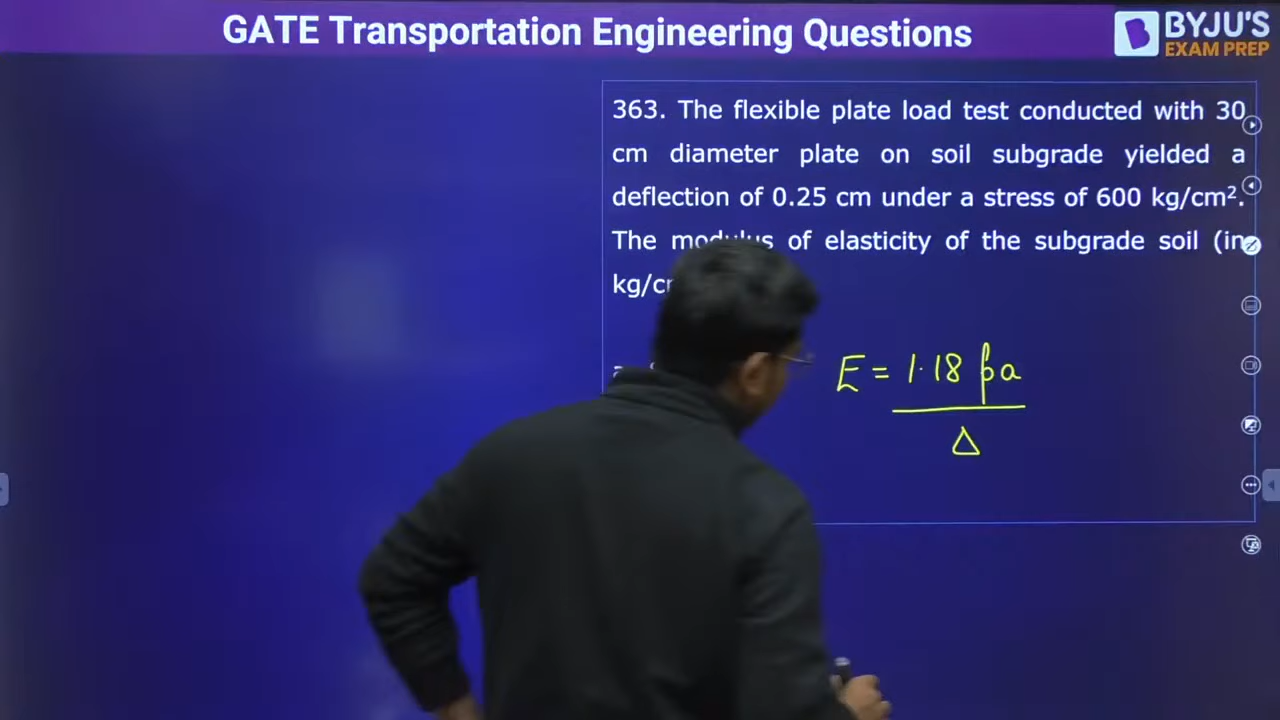 GATE Transportation Engineering Questions
BYJU'S
EXAM PREP
363. The flexible plate load test conducted with 30
cm diameter plate on soil subgrade yielded a
deflection of 0.25 cm under a stress of 600 kg/cm².
The modulus of elasticity of the subgrade soil (in
E = 1.18 pa
Δ